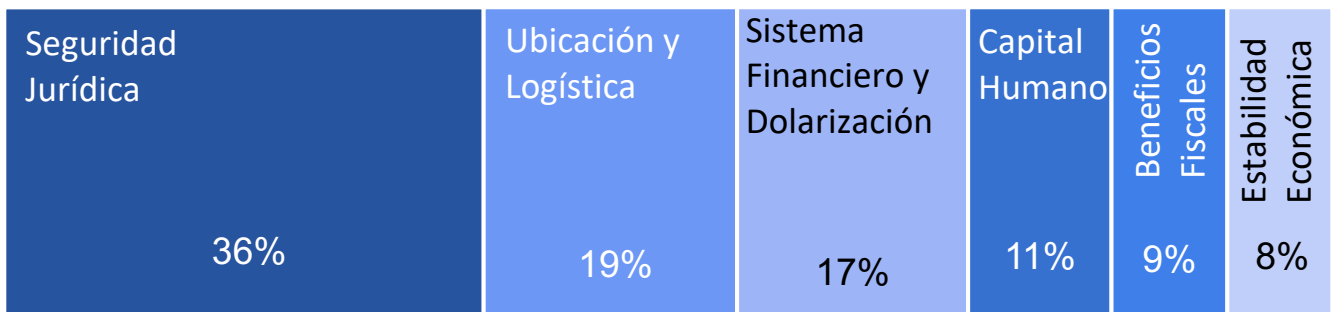 Seguridad
Jurídica
36%
Ubicación y
Logística
19%
Sistema
Financiero y
Dolarización
17%
Capital
Humano
11%
Beneficios
Fiscales
9%
Estabilidad
Económica
8%